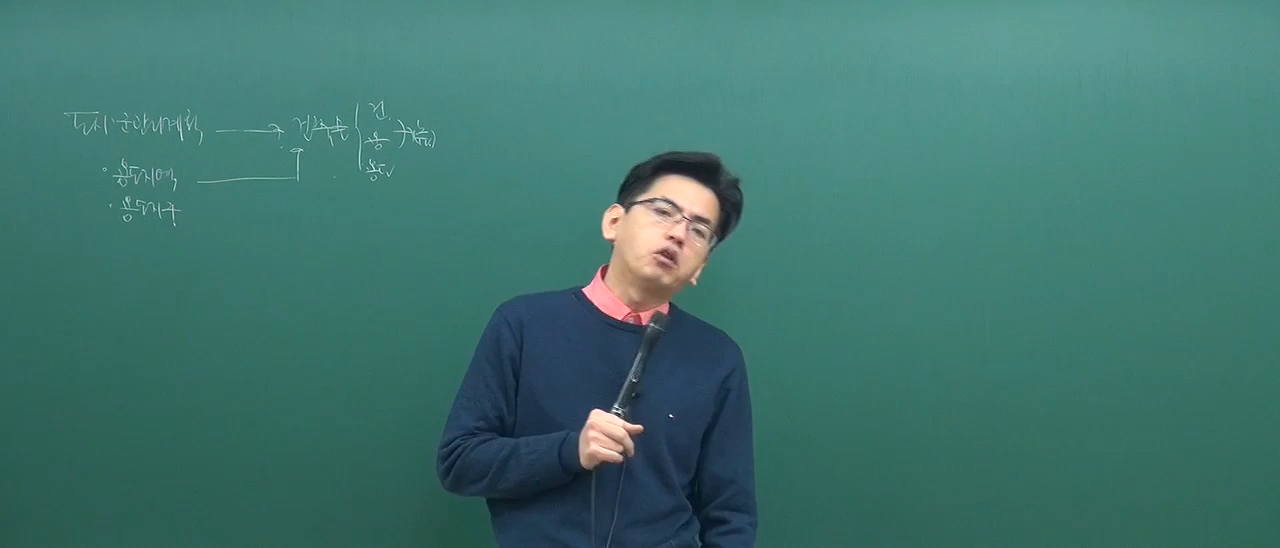 도시·군관리계획 → 건축물 건
용
용도
· 용도지역
· 용도지구